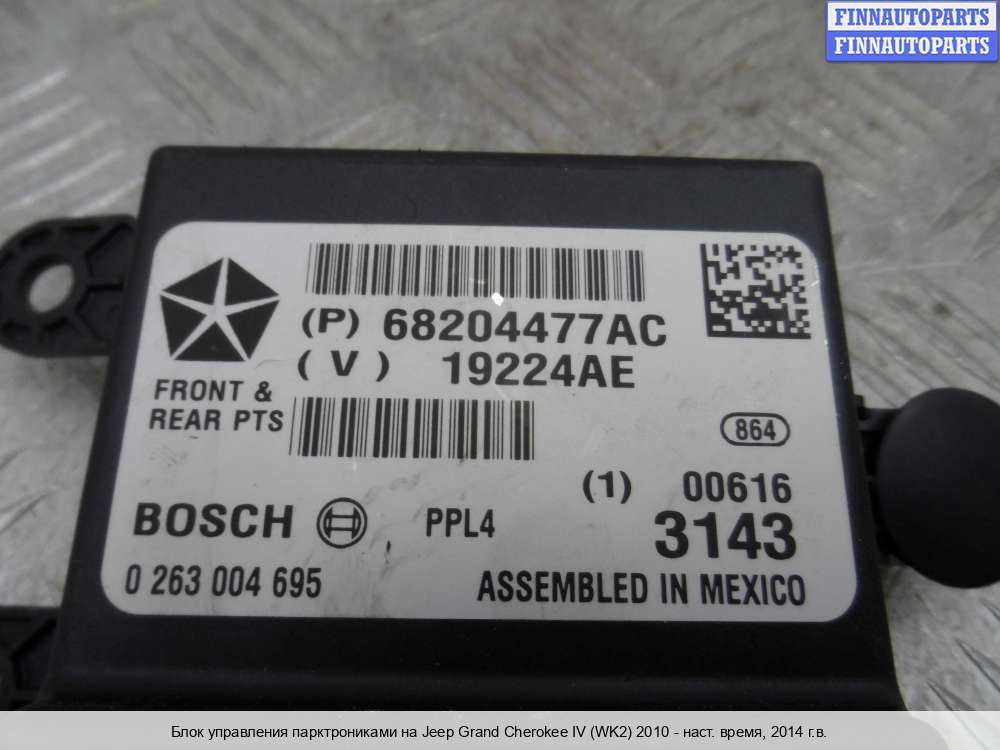 FINNAUTOPARTS
FINNAUTOPARTS
(P) 68204477AC
(V) 19224AE
FRONT &
REAR PTS
864
(1) 00616
BOSCH PPL4 3143
0 263 004 695 ASSEMBLED IN MEXICO
Блок управления парктрониками на Jeep Grand Cherokee IV (WK2) 2010 - наст. время, 2014 г.в.